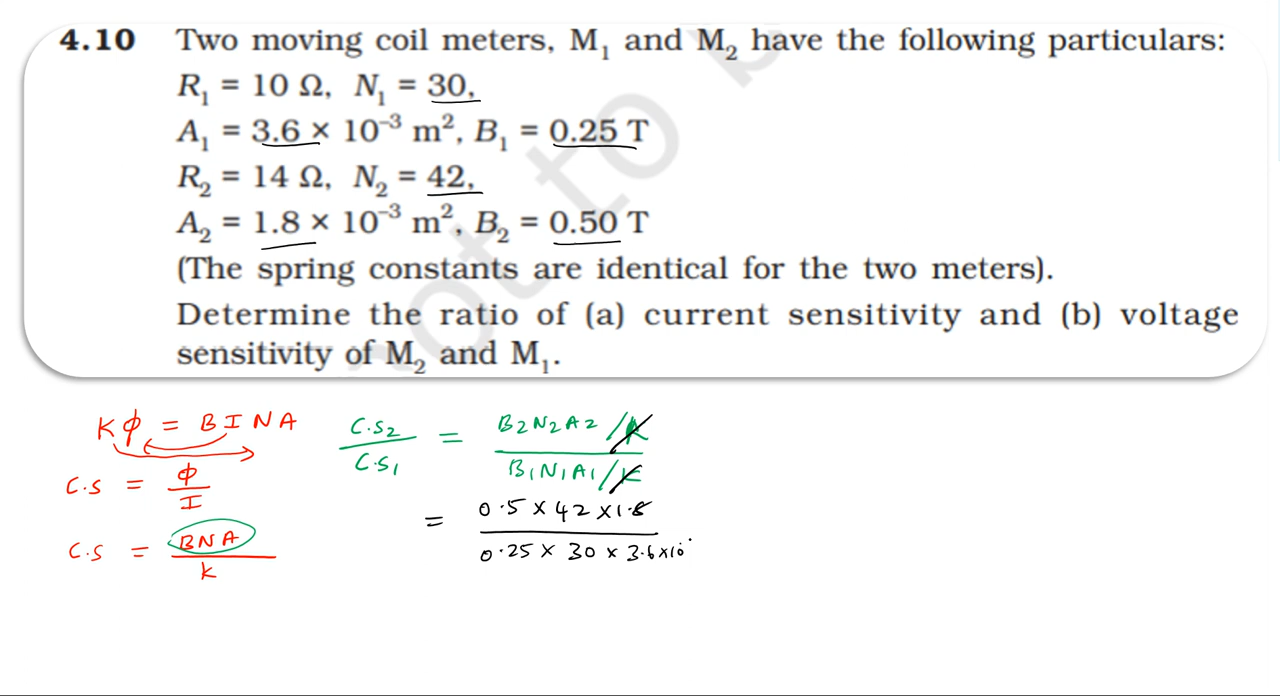 4.10 Two moving coil meters, M₁ and M₂ have the following particulars:
R₁ = 10 Ω, N₁ = 30,
A₁ = 3.6 × 10⁻³ m², B₁ = 0.25 T
R₂ = 14 Ω, N₂ = 42,
A₂ = 1.8 × 10⁻³ m², B₂ = 0.50 T
(The spring constants are identical for the two meters).
Determine the ratio of (a) current sensitivity and (b) voltage
sensitivity of M₂ and M₁.
Kϕ = BINA
C.S = ϕ/I
C.S = BNA/k
C.S₂/C.S₁ = B₂N₂A₂/K / B₁N₁A₁/K
= 0.5 × 42 × 1.8 / 0.25 × 30 × 3.6 × 10
not to b